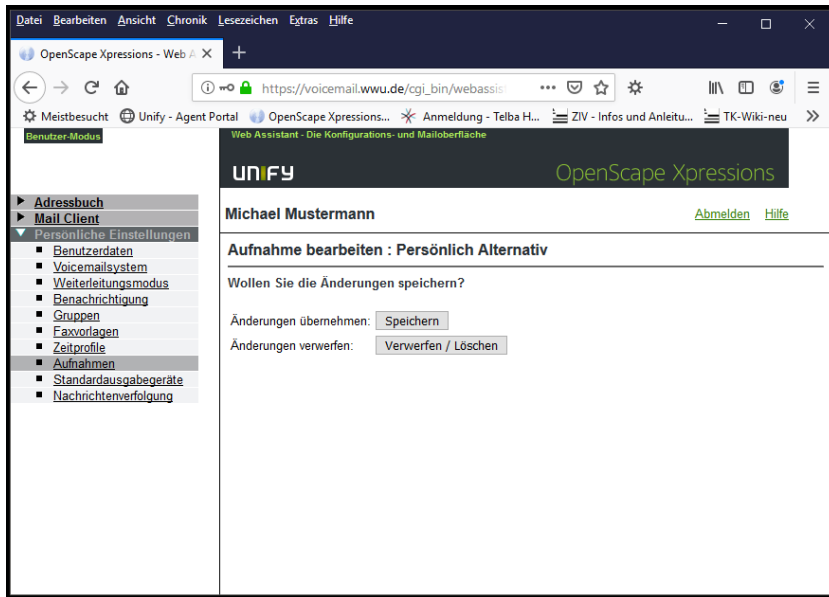 Datei Bearbeiten Ansicht Chronik Lesezeichen Extras Hilfe
OpenScape Xpressions - Web A
https://voicemail.wwu.de/cgi_bin/webassis
Meistbesucht Unify - Agent Portal OpenScape Xpressions... Anmeldung - Telba H... ZIV - Infos und Anleitu... TK-Wiki-neu
Benutzer-Modus
Web Assistant - Die Konfigurations- und Mailoberfläche
UNIFY OpenScape Xpressions
Adressbuch
Mail Client
Persönliche Einstellungen
Benutzerdaten
Voicemailsystem
Weiterleitungsmodus
Benachrichtigung
Gruppen
Faxvorlagen
Zeitprofile
Aufnahmen
Standardausgabegeräte
Nachrichtenverfolgung
Michael Mustermann Abmelden Hilfe
Aufnahme bearbeiten : Persönlich Alternativ
Wollen Sie die Änderungen speichern?
Änderungen übernehmen: Speichern
Änderungen verwerfen: Verwerfen / Löschen